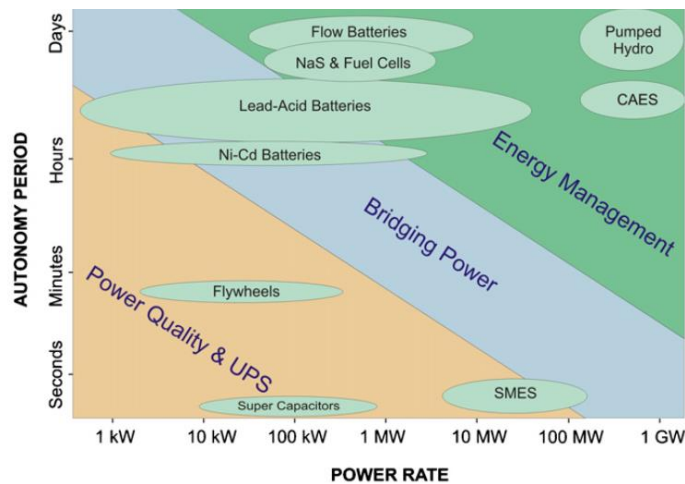 Days
Hours
Minutes
Seconds
AUTONOMY PERIOD
Flow Batteries
Pumped
Hydro
NaS & Fuel Cells
CAES
Lead-Acid Batteries
Ni-Cd Batteries
Energy Management
Bridging Power
Power Quality & UPS
Flywheels
Super Capacitors
SMES
1 kW
10 kW
100 kW
1 MW
10 MW
100 MW
1 GW
POWER RATE